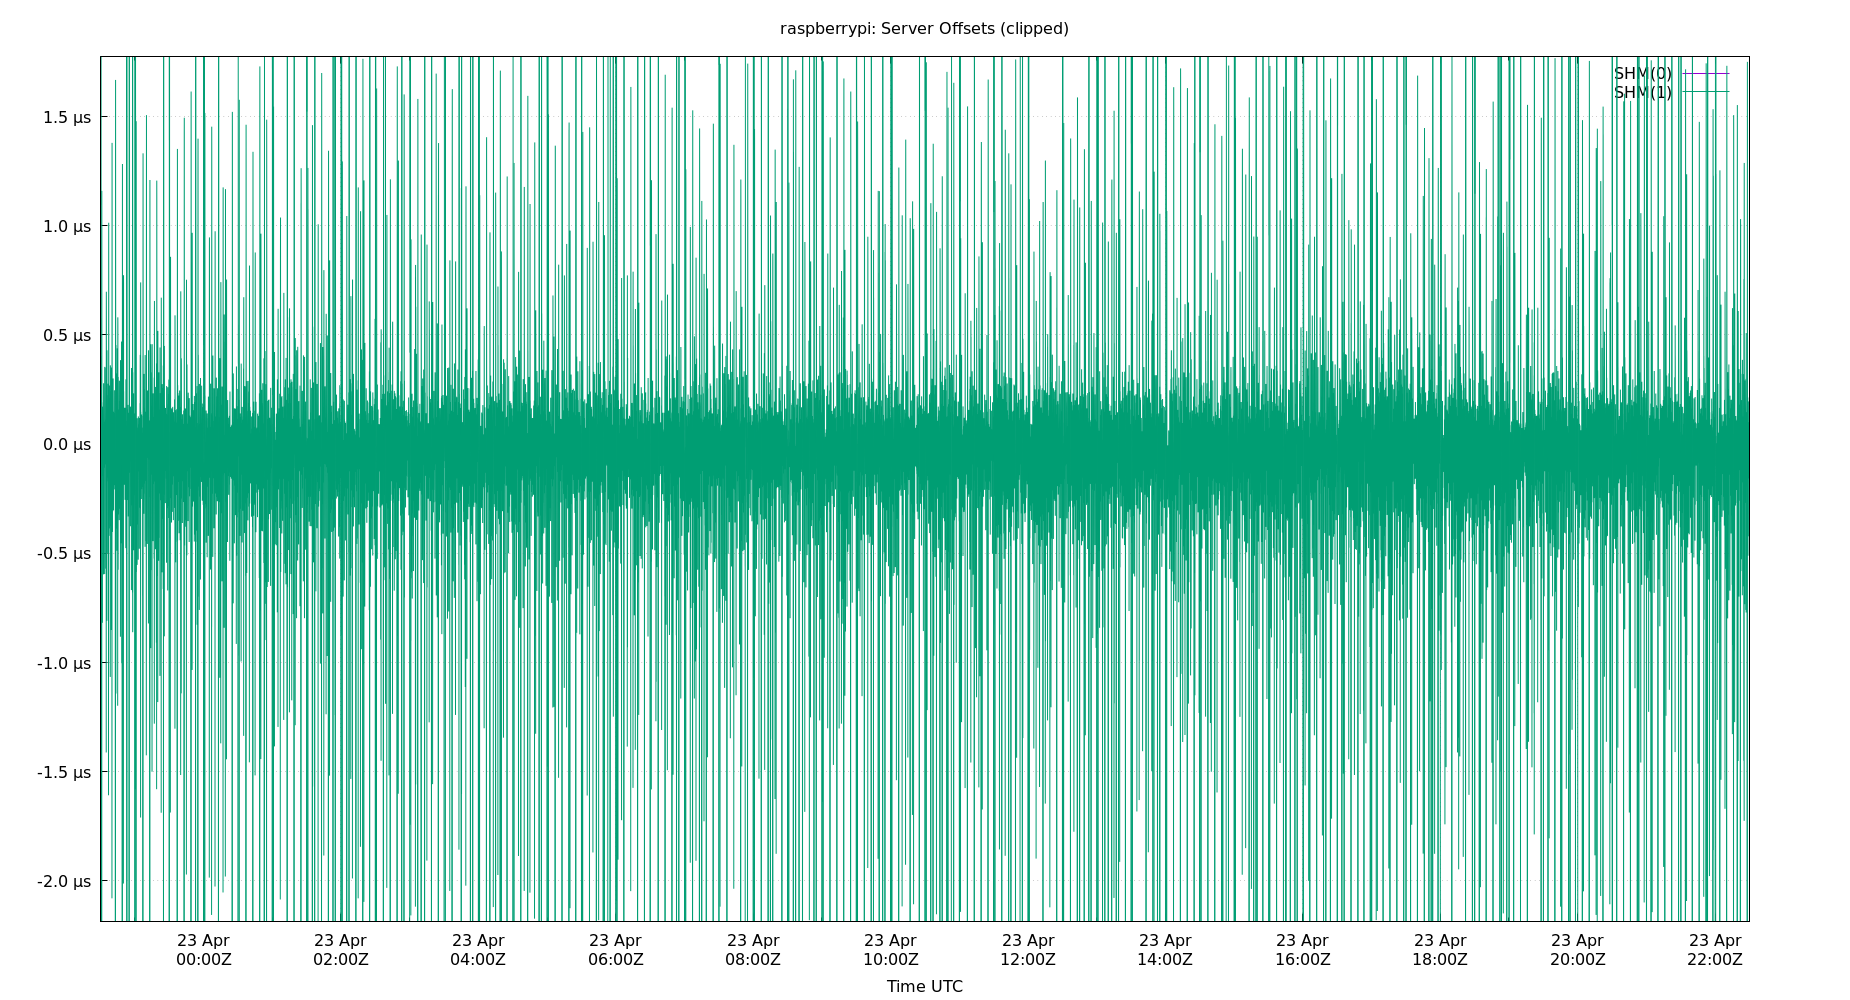 raspberrypi: Server Offsets (clipped)
SHM(0)
SHM(1)
1.5 µs
1.0 µs
0.5 µs
0.0 µs
-0.5 µs
-1.0 µs
-1.5 µs
-2.0 µs
23 Apr 23 Apr 23 Apr 23 Apr 23 Apr 23 Apr 23 Apr 23 Apr 23 Apr 23 Apr 23 Apr 23 Apr
00:00Z 02:00Z 04:00Z 06:00Z 08:00Z 10:00Z 12:00Z 14:00Z 16:00Z 18:00Z 20:00Z 22:00Z
Time UTC